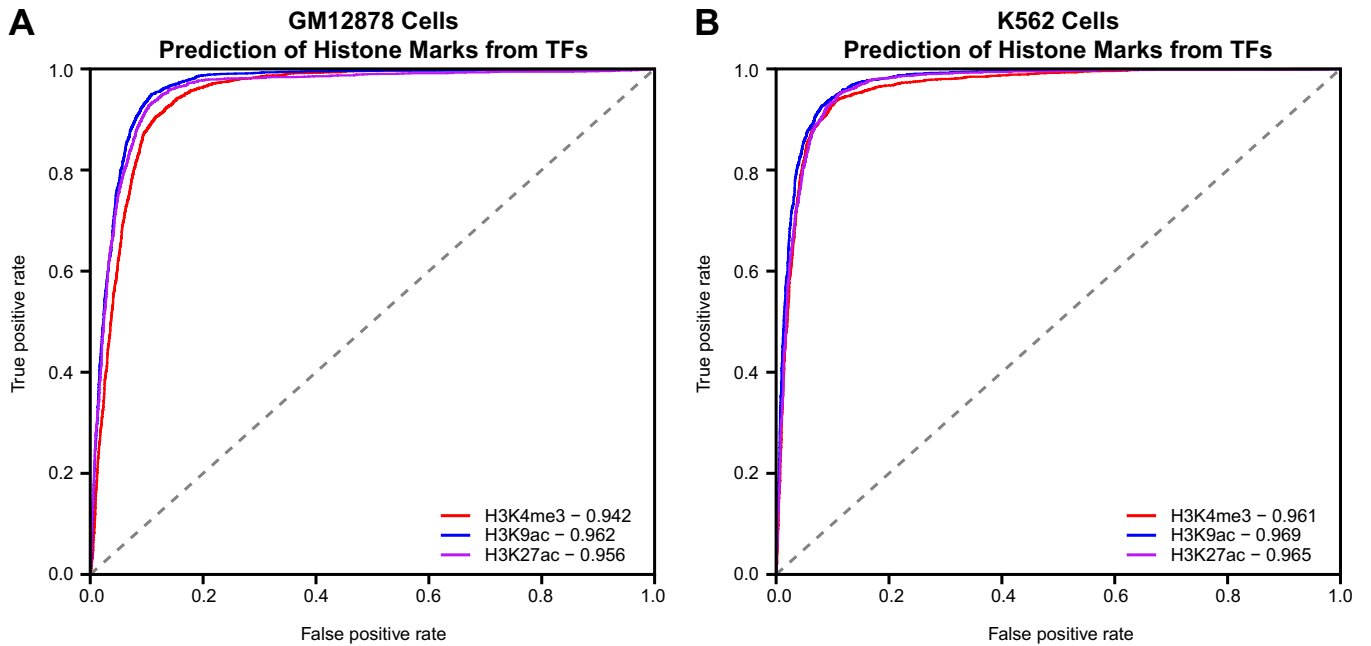 A
GM12878 Cells
Prediction of Histone Marks from TFs
1.0
0.8
0.6
0.4
0.2
0.0
True positive rate
H3K4me3 − 0.942
H3K9ac − 0.962
H3K27ac − 0.956
0.0 0.2 0.4 0.6 0.8 1.0
False positive rate
B
K562 Cells
Prediction of Histone Marks from TFs
1.0
0.8
0.6
0.4
0.2
0.0
True positive rate
H3K4me3 − 0.961
H3K9ac − 0.969
H3K27ac − 0.965
0.0 0.2 0.4 0.6 0.8 1.0
False positive rate